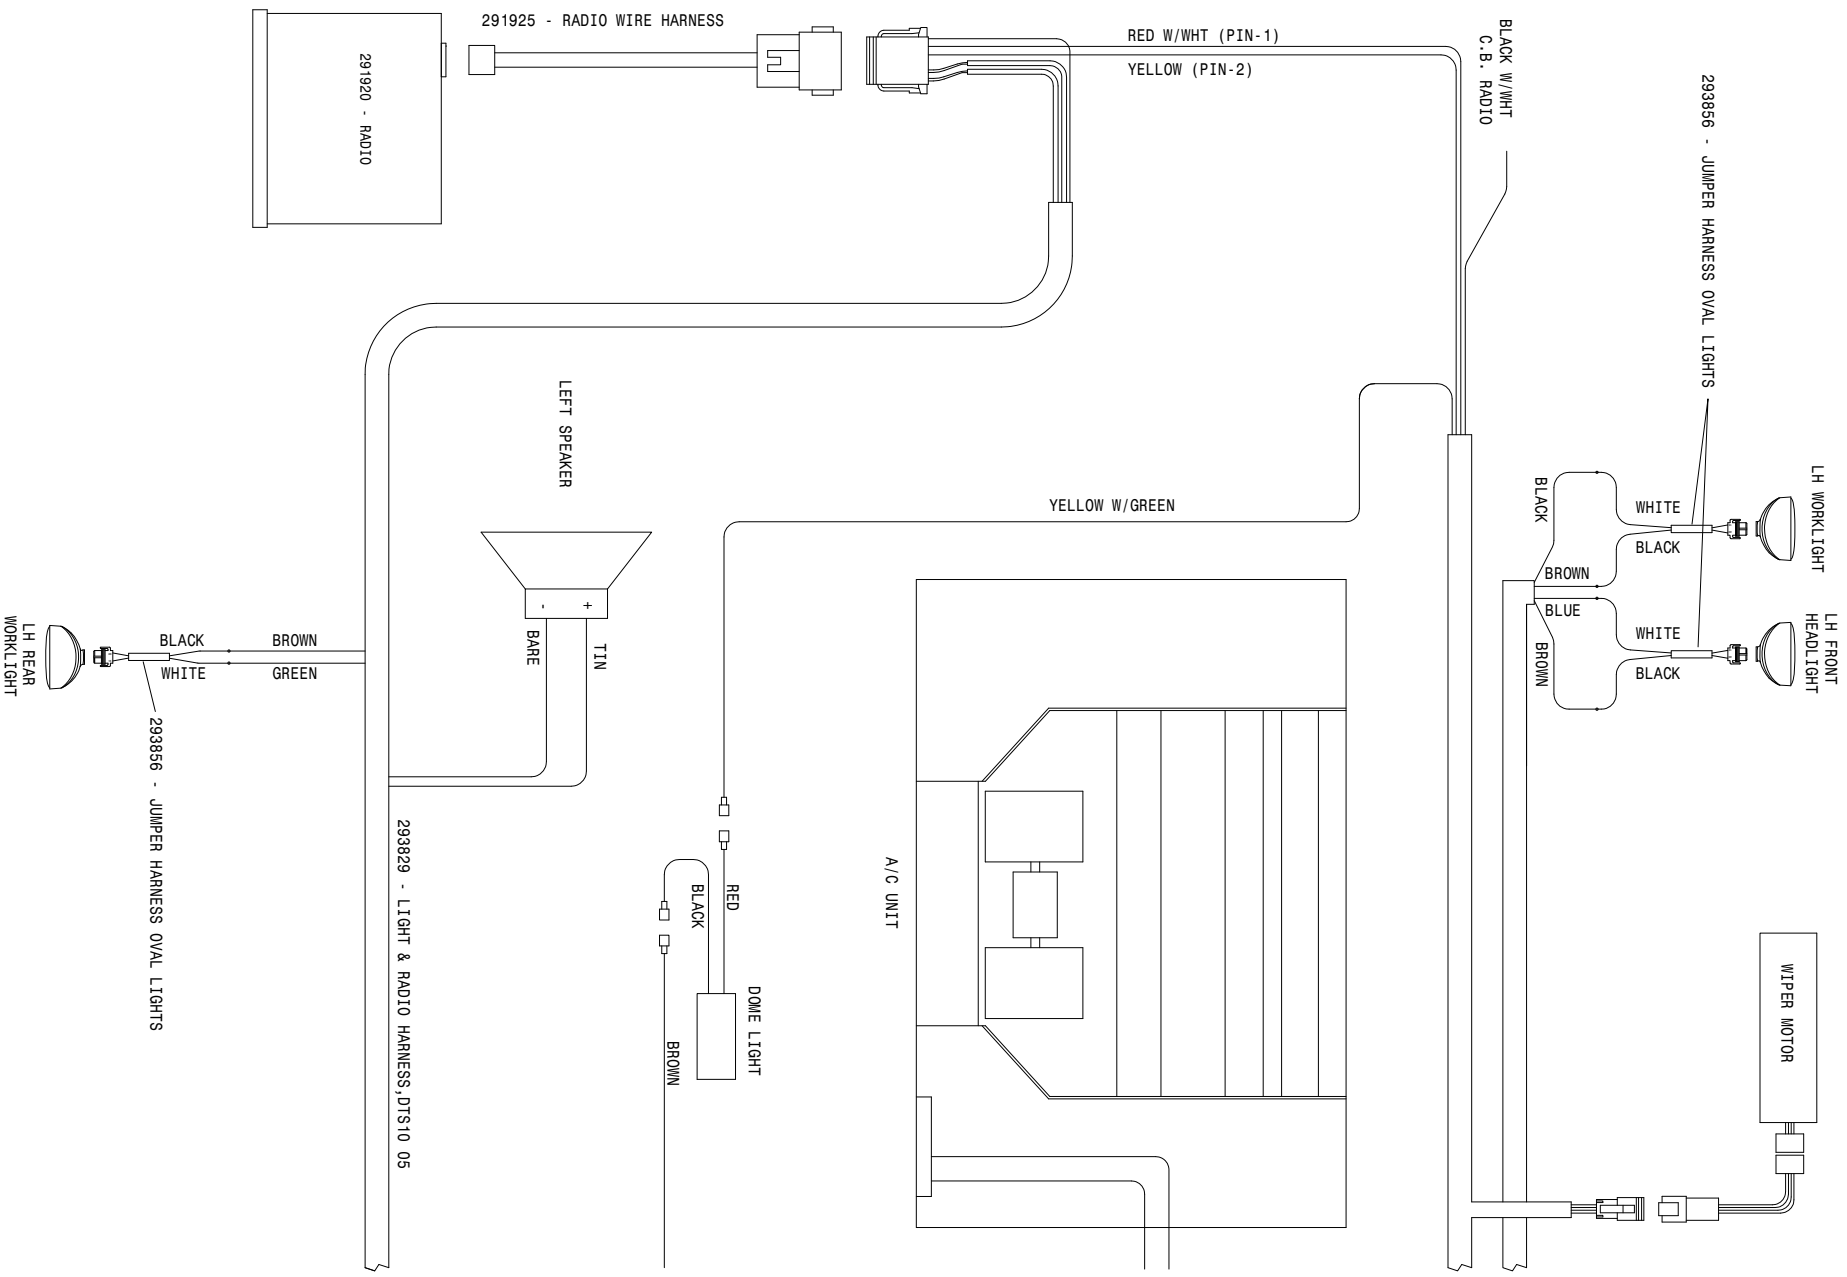 291925 - RADIO WIRE HARNESS
291920 - RADIO
RED W/WHT (PIN-1)
YELLOW (PIN-2)
BLACK W/WHT
C.B. RADIO
293856 - JUMPER HARNESS OVAL LIGHTS
LH WORKLIGHT
WHITE
BLACK
BLACK
BROWN
BLUE
BROWN
WHITE
BLACK
LH FRONT
HEADLIGHT
LEFT SPEAKER
- +
BARE
TIN
YELLOW W/GREEN
LH REAR
WORKLIGHT
BLACK
WHITE
BROWN
GREEN
293856 - JUMPER HARNESS OVAL LIGHTS
293829 - LIGHT & RADIO HARNESS,DTS10 05
RED
BLACK
BROWN
DOME LIGHT
A/C UNIT
WIPER MOTOR